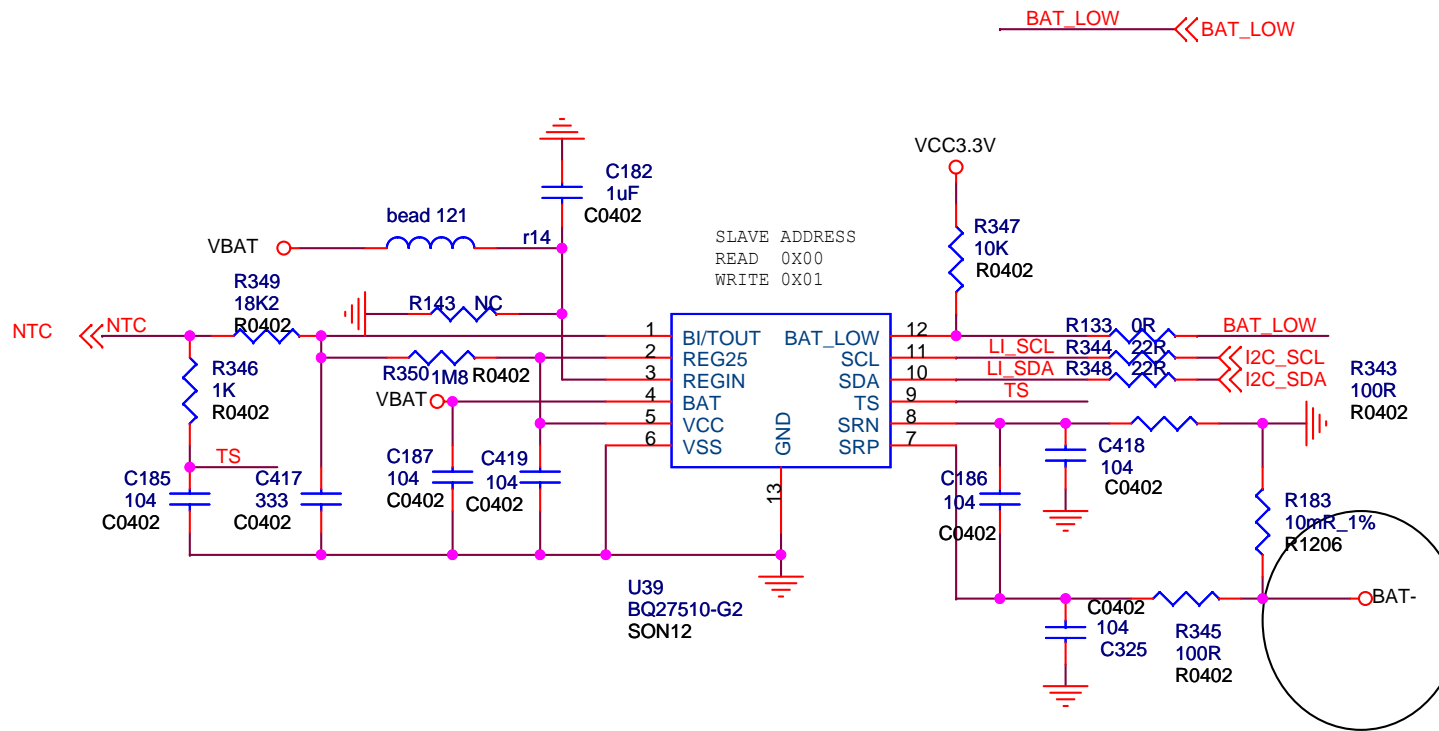 BAT_LOW
BAT_LOW
VCC3.3V
C182
1uF
C0402
bead 121
r14
VBAT
SLAVE ADDRESS
READ 0X00
WRITE 0X01
R347
10K
R0402
R349
18K2
R0402
R143 NC
NTC
NTC
1
2
3
4
5
6
BI/TOUT
REG25
REGIN
BAT
VCC
VSS
GND
13
BAT_LOW
SCL
SDA
TS
SRN
SRP
12
11
10
9
8
7
R133 0R
BAT_LOW
LI_SCL
R344 22R
I2C_SCL
LI_SDA
R348 22R
I2C_SDA
TS
R343
100R
R0402
R346
1K
R0402
R350 1M8 R0402
VBAT
TS
C185
104
C0402
C417
333
C0402
C187
104
C0402
C419
104
C0402
C186
104
C0402
C418
104
C0402
R183
10mR_1%
R1206
U39
BQ27510-G2
SON12
C0402
104
C325
R345
100R
R0402
BAT-